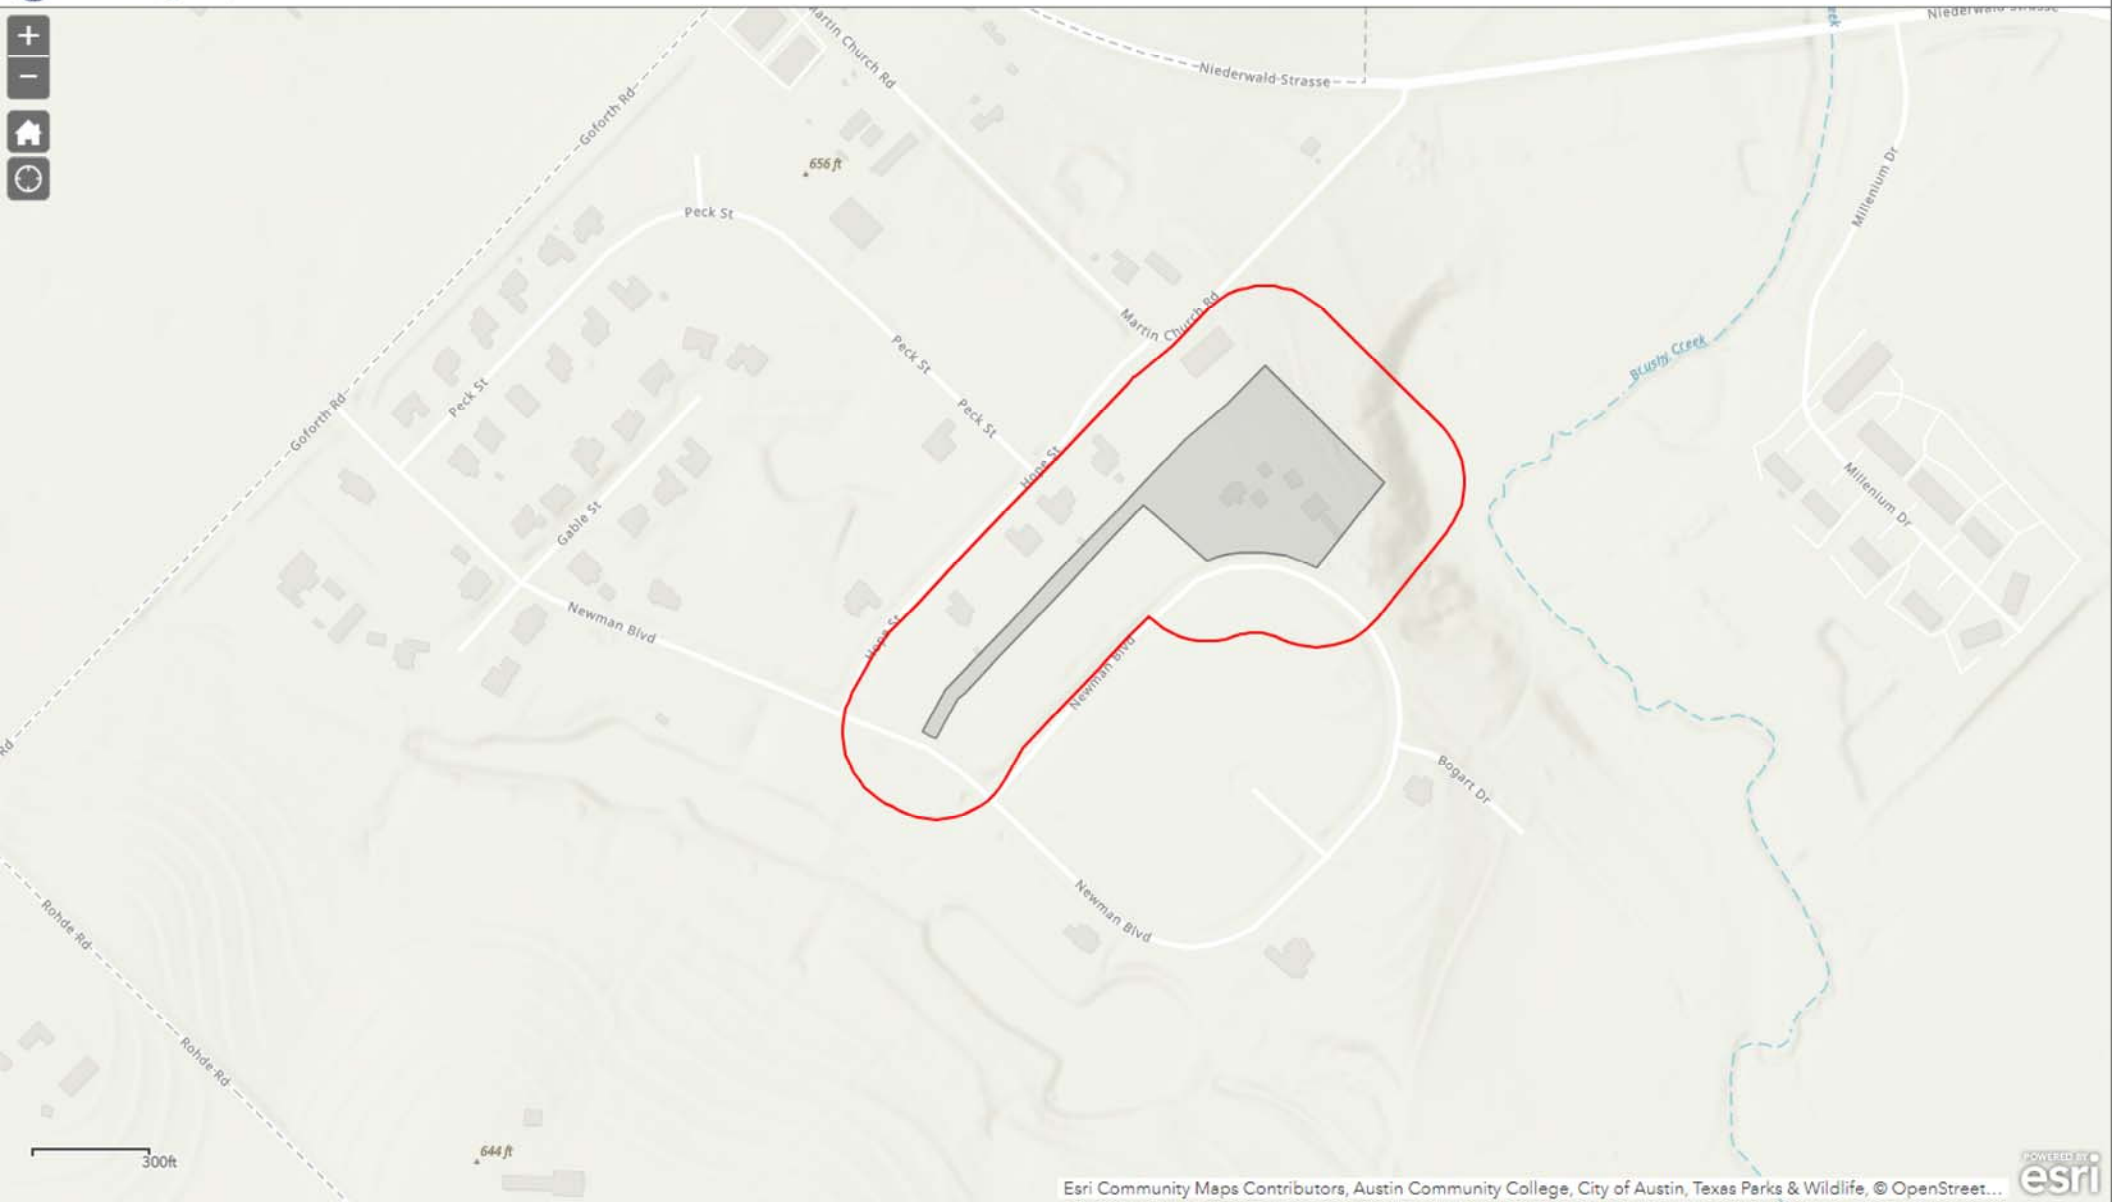 +
Martin Church Rd
Niederwald Strasse
−
Niederwald Strasse
Goforth Rd
656 ft
Millenium Dr
Peck St
Martin Church Rd
Peck St
Brushy Creek
Peck St
Goforth Rd
Peck St
Hope St
Millenium Dr
Gable St
Newman Blvd
Hope St
Newman Blvd
Rd
Bogart Dr
Newman Blvd
Rohde Rd
Rohde Rd
644 ft
300ft
POWERED BY
esri
Esri Community Maps Contributors, Austin Community College, City of Austin, Texas Parks & Wildlife, © OpenStreet...